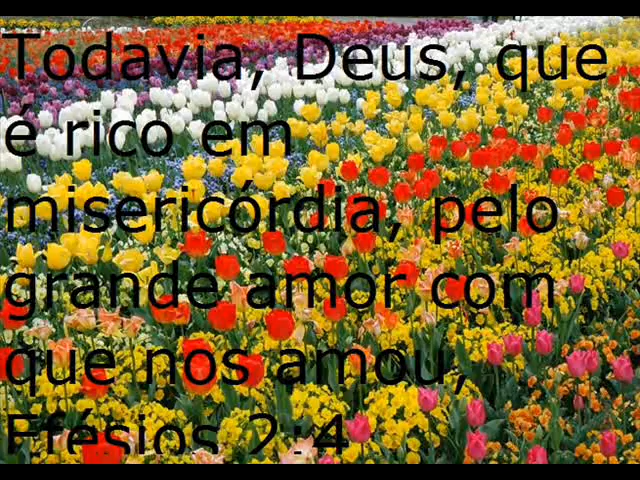 Todavia, Deus, que
é rico em
misericórdia, pelo
grande amor com
que nos amou,
Efésios 2:4